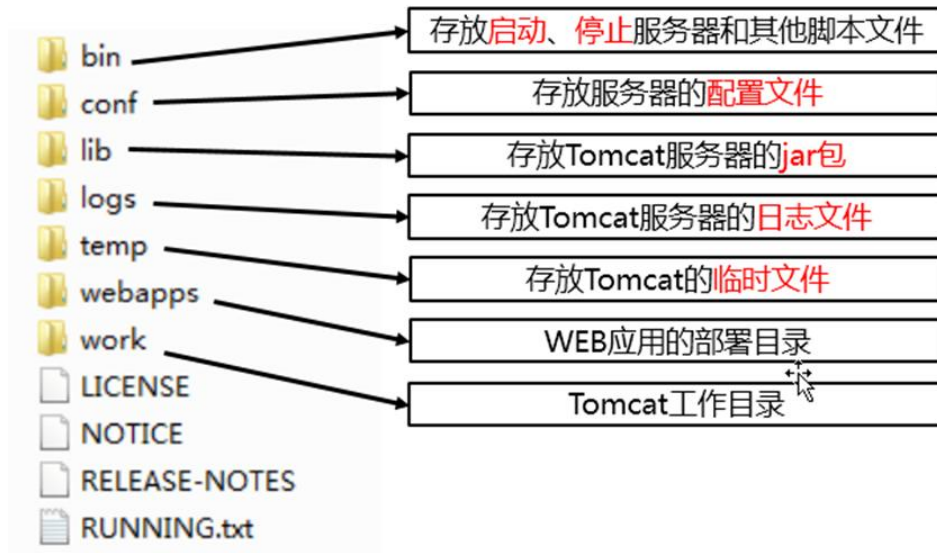 bin
存放启动、停止服务器和其他脚本文件
conf
存放服务器的配置文件
lib
存放Tomcat服务器的jar包
logs
存放Tomcat服务器的日志文件
temp
存放Tomcat的临时文件
webapps
WEB应用的部署目录
work
Tomcat工作目录
LICENSE
NOTICE
RELEASE-NOTES
RUNNING.txt